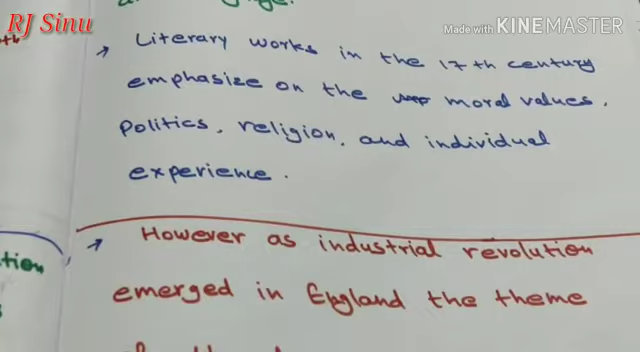 RJ Sinu
Made with KINEMASTER
→ Literary works in the 17th century
emphasize on the moral values,
politics, religion, and individual
experience.
tion
→ However as industrial revolution
emerged in England the theme